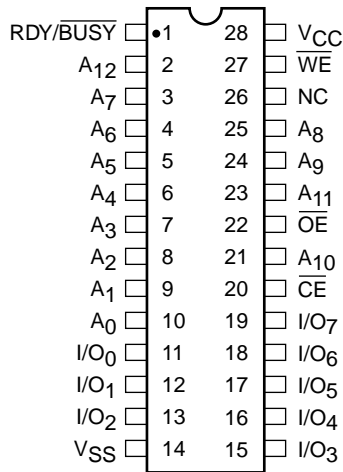 RDY/BUSY 1 28 VCC
A12 2 27 WE
A7 3 26 NC
A6 4 25 A8
A5 5 24 A9
A4 6 23 A11
A3 7 22 OE
A2 8 21 A10
A1 9 20 CE
A0 10 19 I/O7
I/O0 11 18 I/O6
I/O1 12 17 I/O5
I/O2 13 16 I/O4
VSS 14 15 I/O3